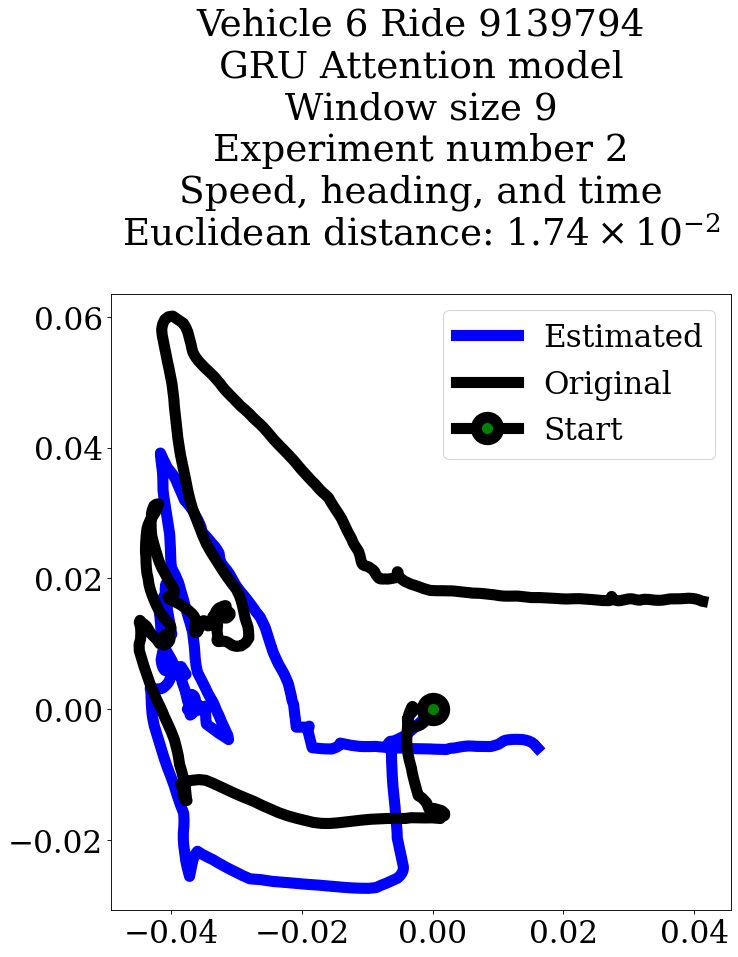 Vehicle 6 Ride 9139794
GRU Attention model
Window size 9
Experiment number 2
Speed, heading, and time
Euclidean distance: 1.74 × 10⁻²
Estimated
Original
Start
0.06
0.04
0.02
0.00
−0.02
−0.04
−0.02
0.00
0.02
0.04